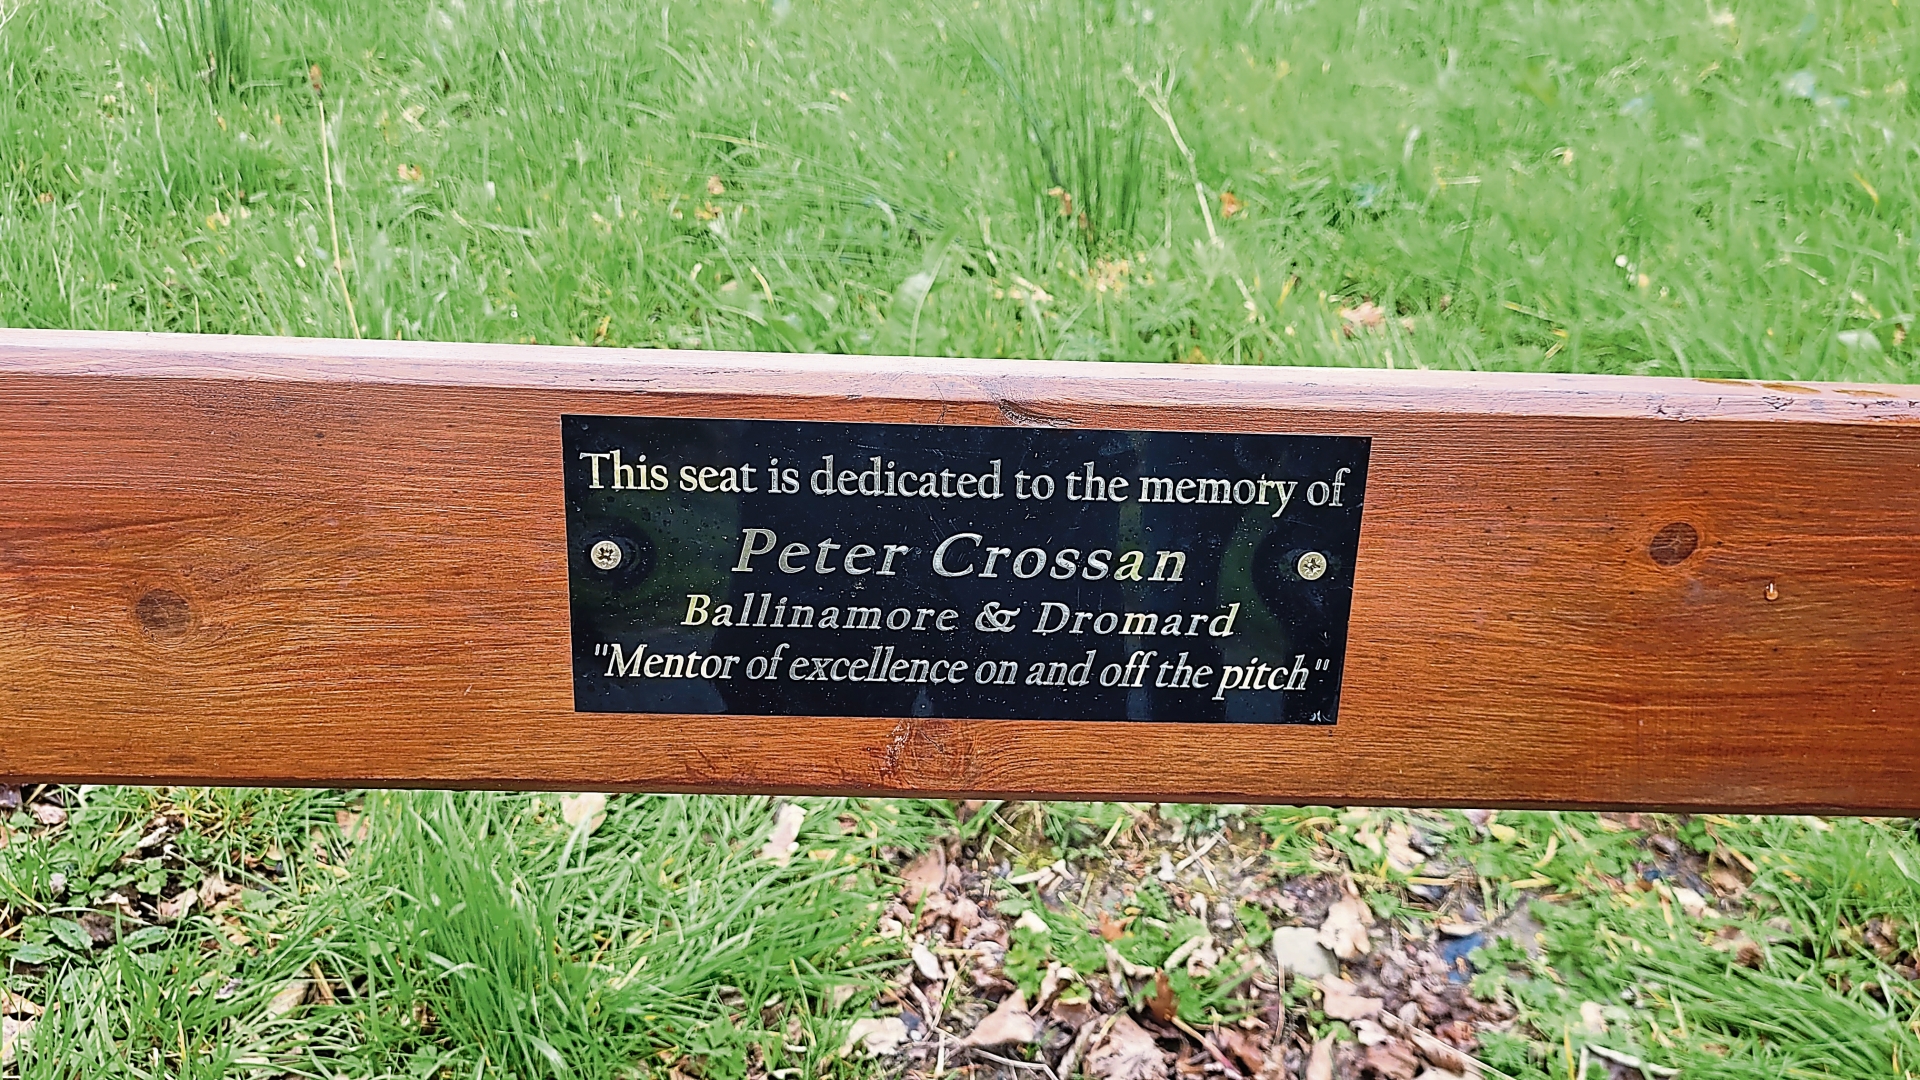 This seat is dedicated to the memory of
Peter Crossan
Ballinamore & Dromard
"Mentor of excellence on and off the pitch"